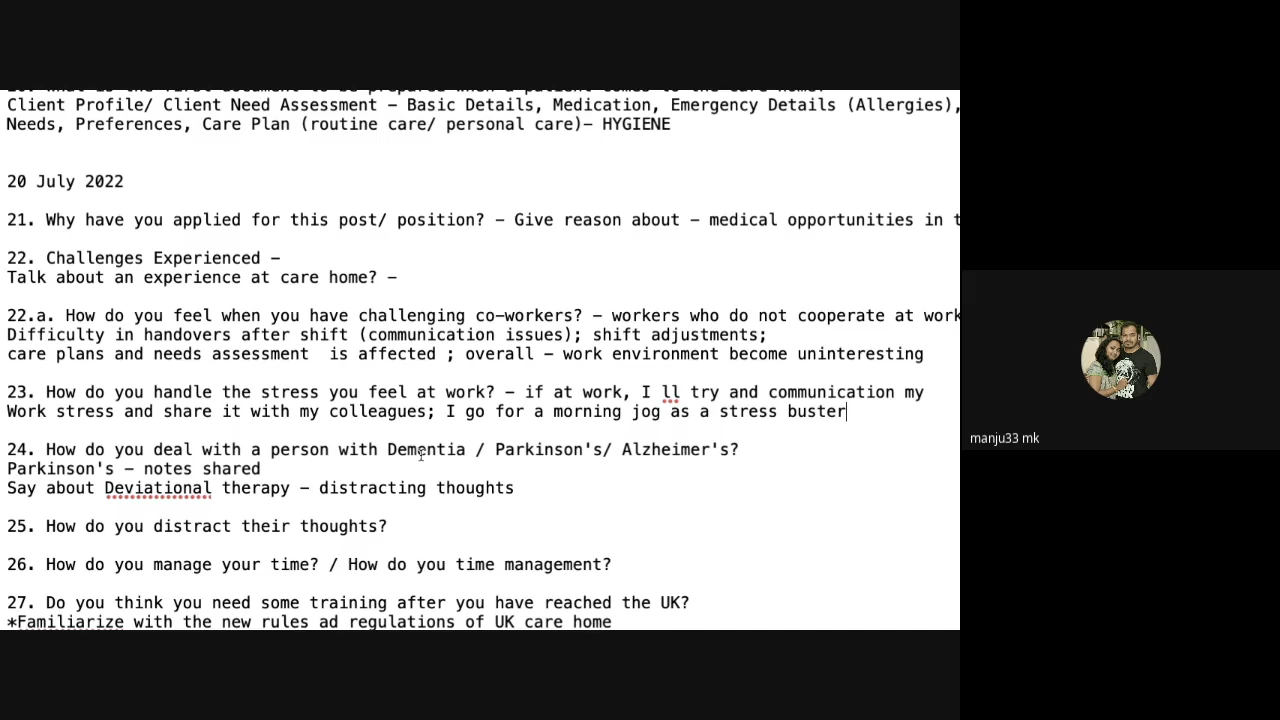 Client Profile/ Client Need Assessment – Basic Details, Medication, Emergency Details (Allergies),
Needs, Preferences, Care Plan (routine care/ personal care)– HYGIENE
20 July 2022
21. Why have you applied for this post/ position? – Give reason about – medical opportunities in
22. Challenges Experienced –
Talk about an experience at care home? –
22.a. How do you feel when you have challenging co–workers? – workers who do not cooperate at work
Difficulty in handovers after shift (communication issues); shift adjustments;
care plans and needs assessment  is affected ; overall – work environment become uninteresting
23. How do you handle the stress you feel at work? – if at work, I ll try and communication my
Work stress and share it with my colleagues; I go for a morning jog as a stress buster
24. How do you deal with a person with Dementia / Parkinson's/ Alzheimer's?
Parkinson's – notes shared
Say about Deviational therapy – distracting thoughts
25. How do you distract their thoughts?
26. How do you manage your time? / How do you time management?
27. Do you think you need some training after you have reached the UK?
*Familiarize with the new rules ad regulations of UK care home
manju33 mk